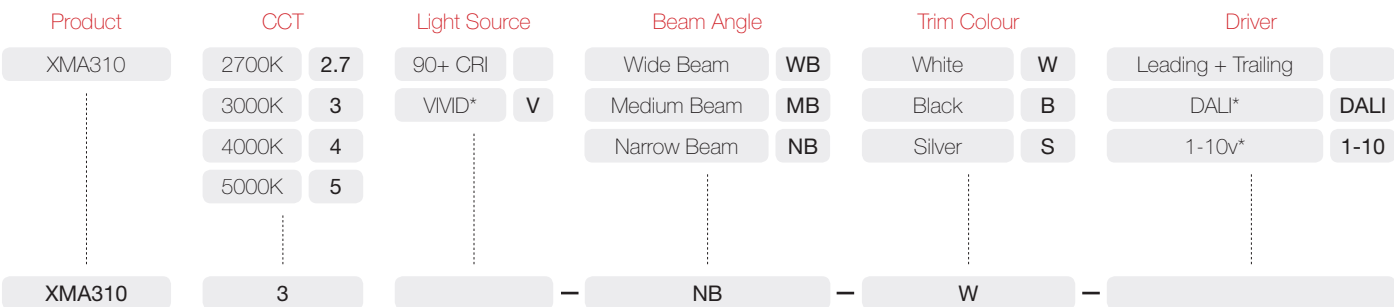 Product CCT Light Source Beam Angle Trim Colour Driver
XMA310 2700K 2.7 90+ CRI Wide Beam WB White W Leading + Trailing
3000K 3 VIVID* V Medium Beam MB Black B DALI* DALI
4000K 4 Narrow Beam NB Silver S 1-10v* 1-10
5000K 5
XMA310 3 — NB — W —